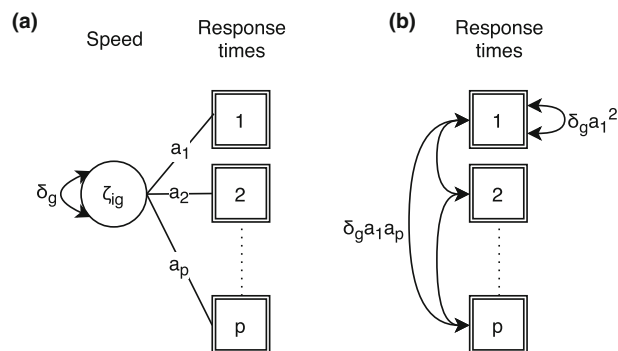 (a)
Speed
Response
times
1
a₁
δg
ζig
a₂
2
aₚ
p
(b)
Response
times
1
δga₁²
2
δga₁aₚ
p